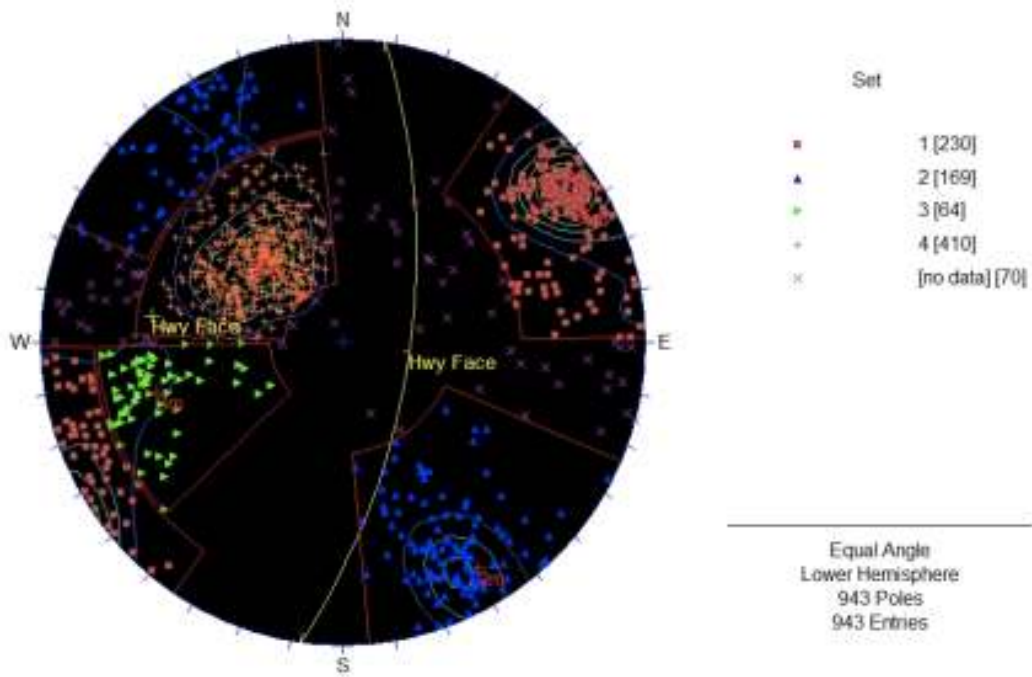 N
Set
1 [230]
2 [169]
3 [64]
4 [410]
[no data] [70]
Hwy Face
W
E
Hwy Face
S
Equal Angle
Lower Hemisphere
943 Poles
943 Entries